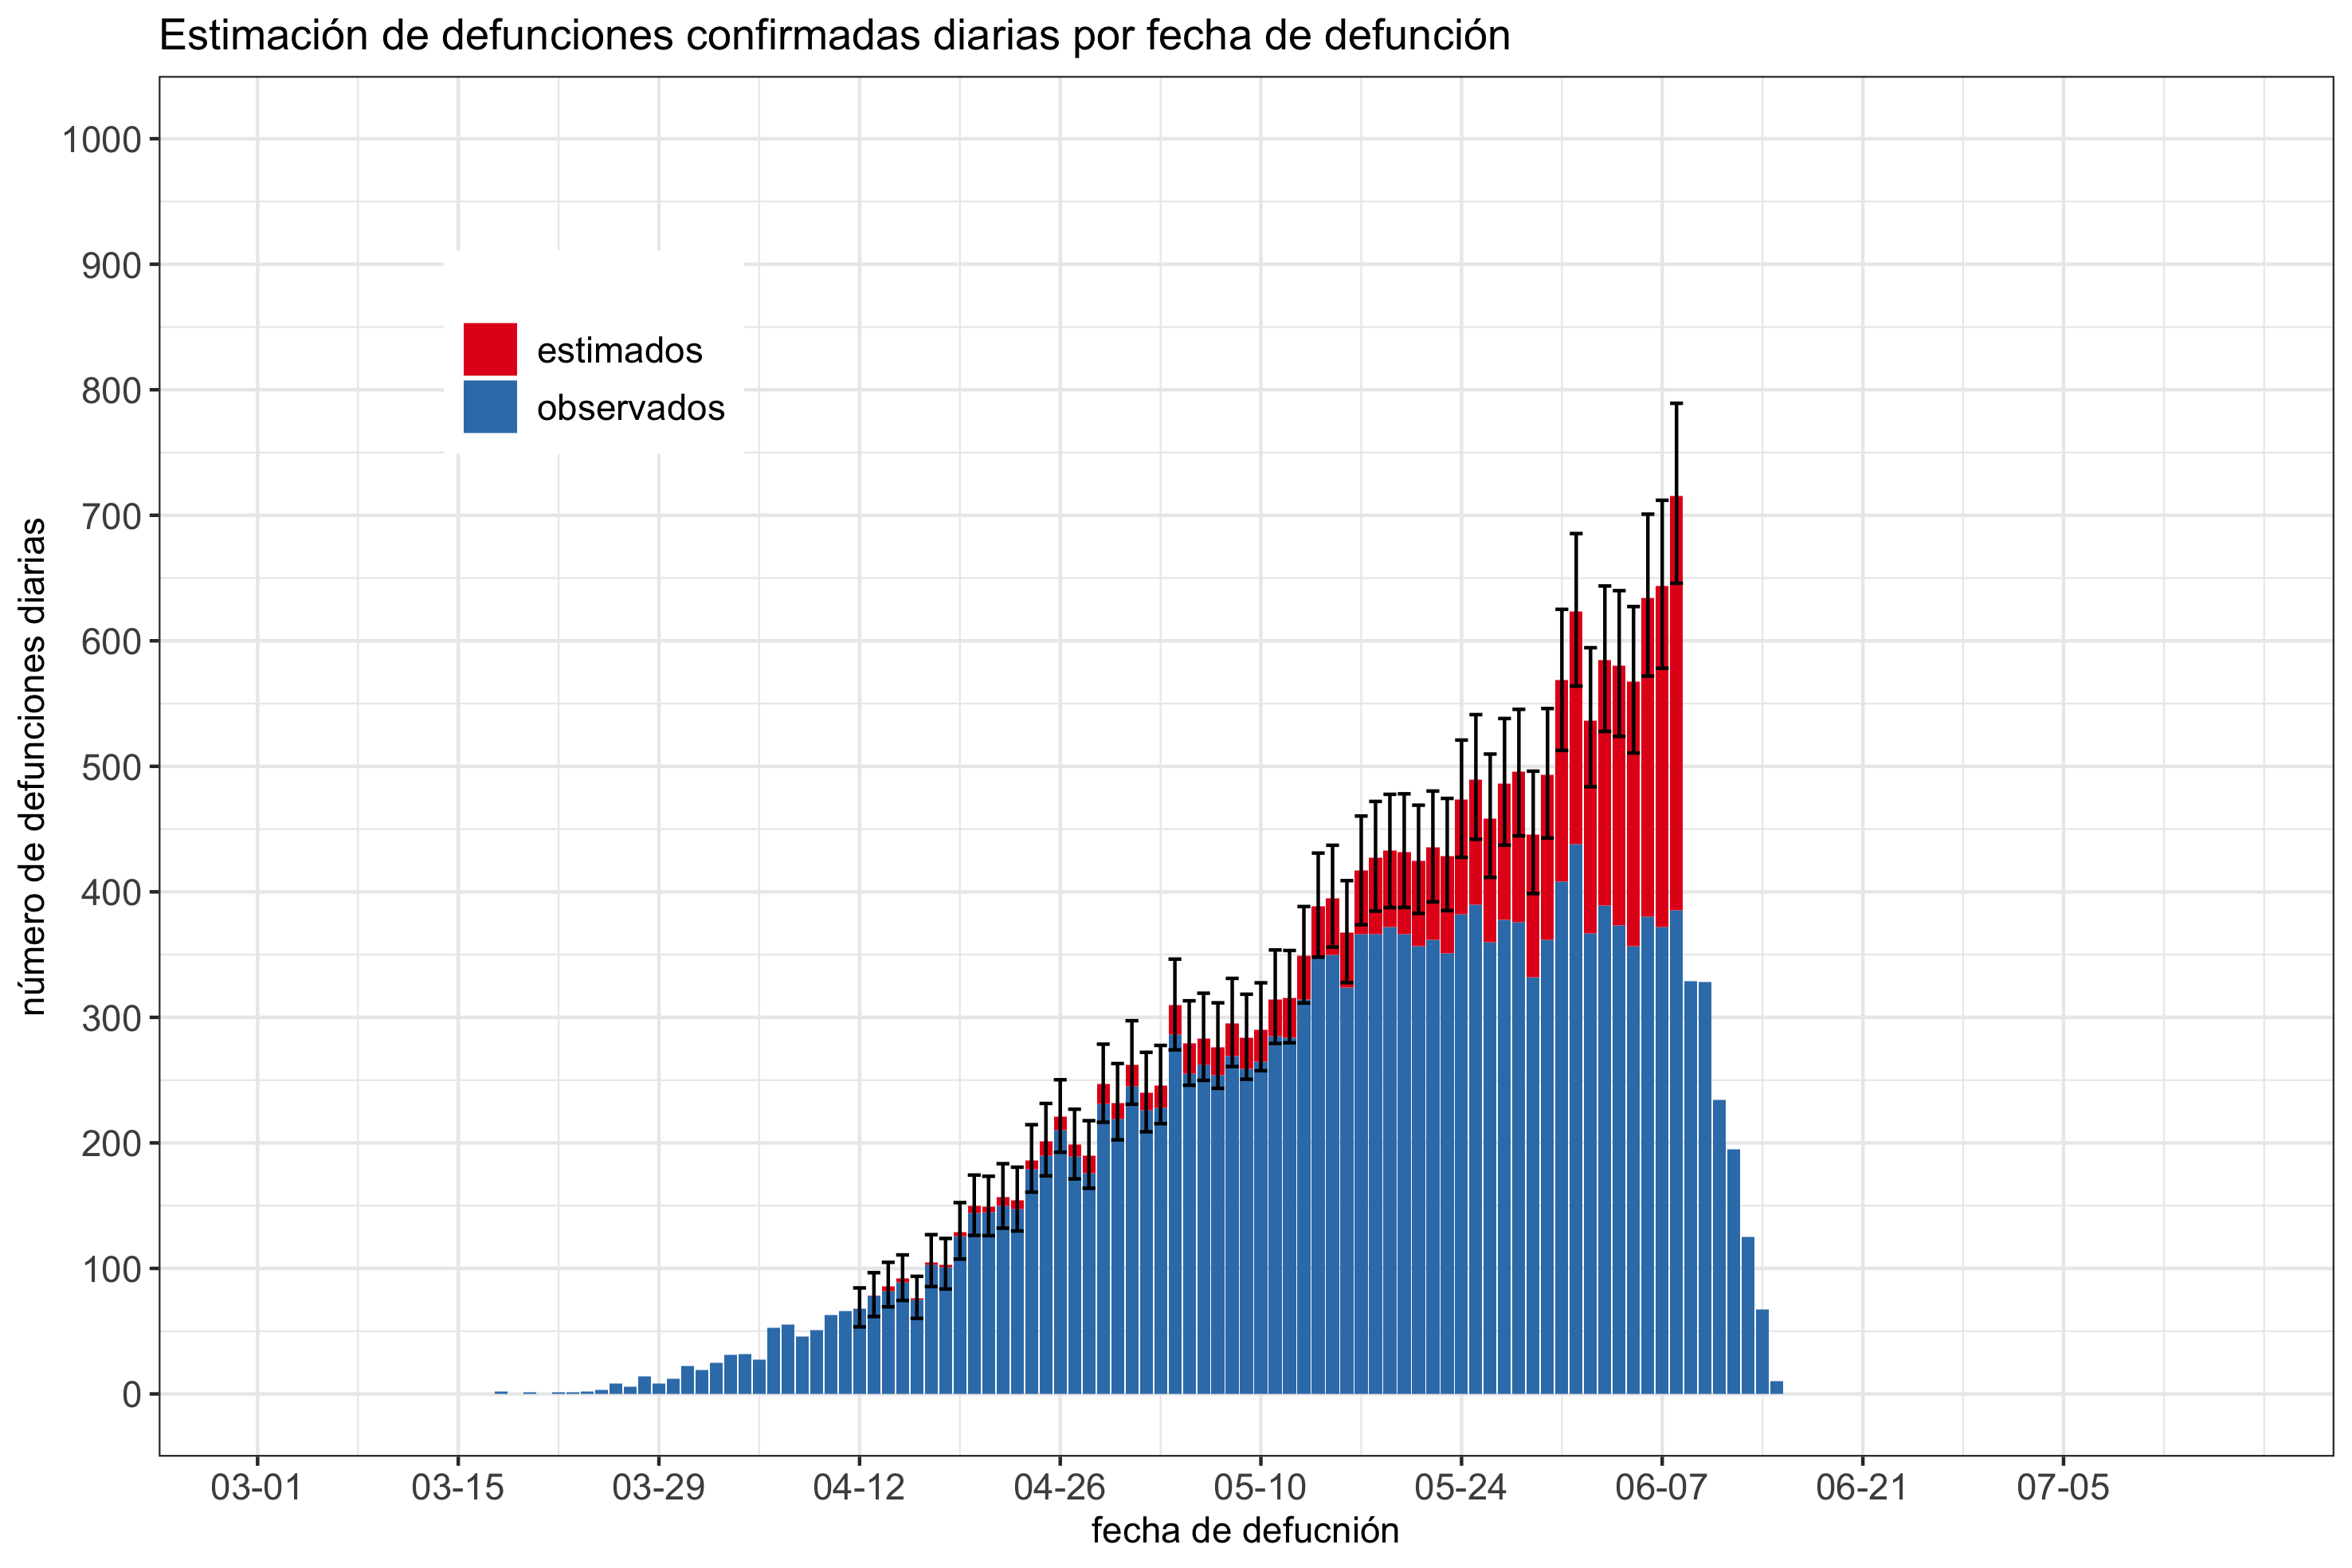 Estimación de defunciones confirmadas diarias por fecha de defunción
número de defunciones diarias
1000
900
800
700
600
500
400
300
200
100
0
estimados
observados
03-01 03-15 03-29 04-12 04-26 05-10 05-24 06-07 06-21 07-05
fecha de defucnión